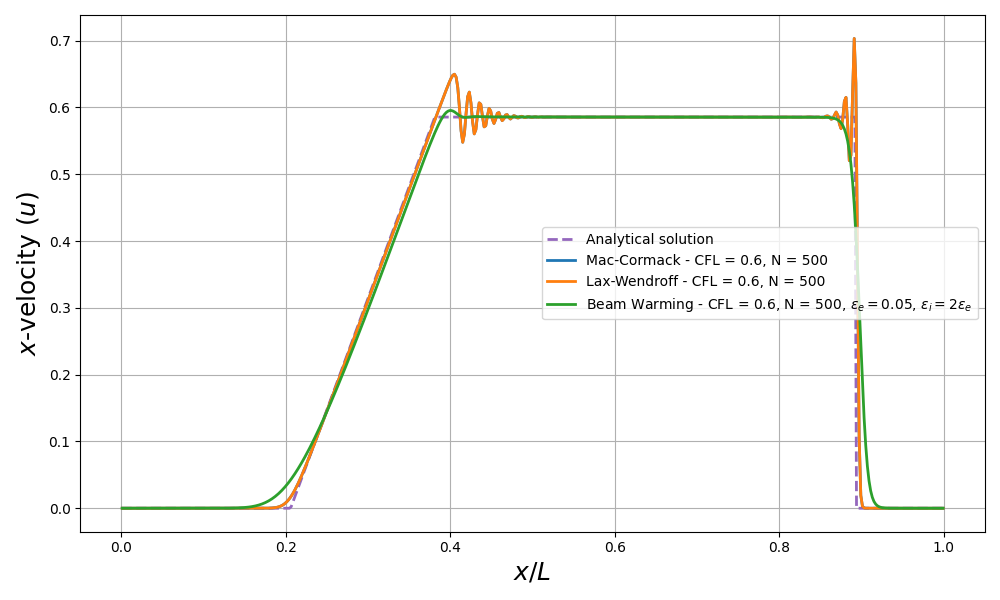 0.7
0.6
0.5
0.4
0.3
0.2
0.1
0.0
x-velocity (u)
Analytical solution
Mac-Cormack - CFL = 0.6, N = 500
Lax-Wendroff - CFL = 0.6, N = 500
Beam Warming - CFL = 0.6, N = 500, εₑ = 0.05, εᵢ = 2εₑ
0.0 0.2 0.4 0.6 0.8 1.0
x/L